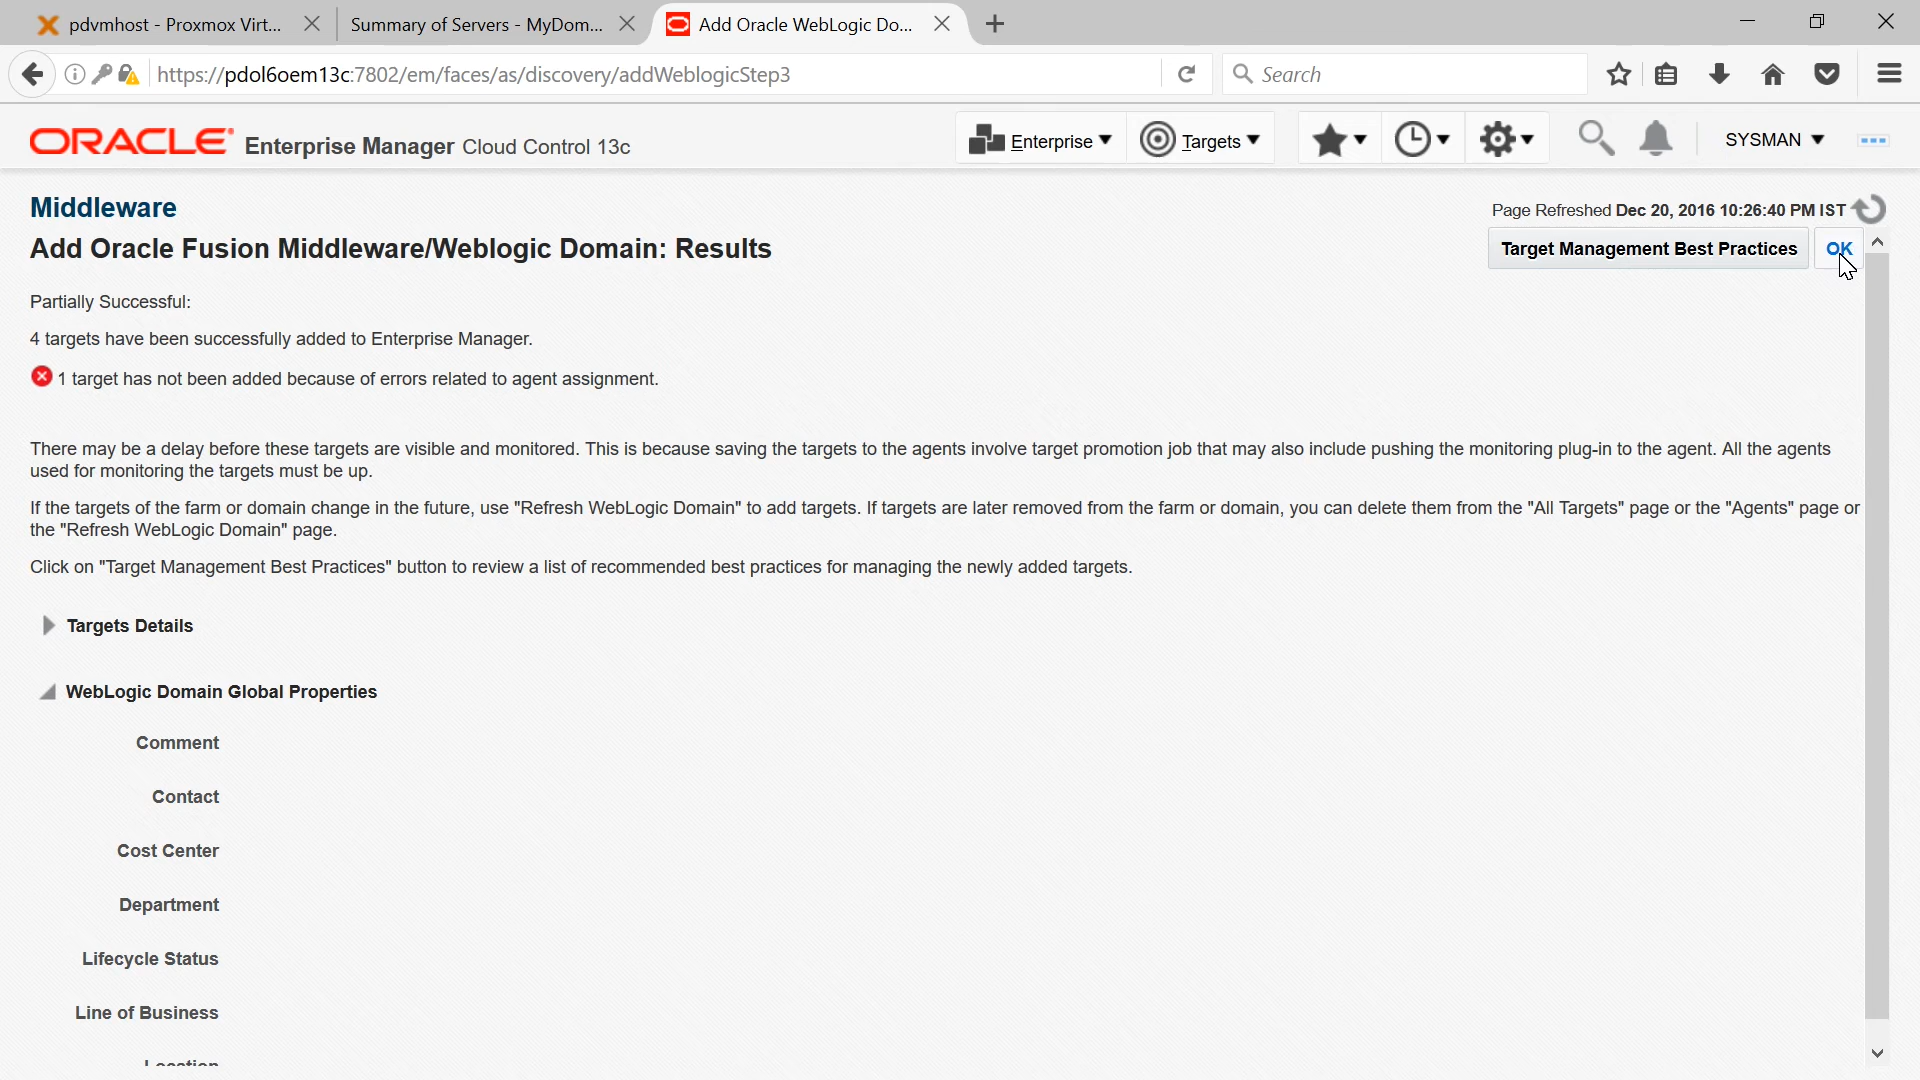 pdvmhost - Proxmox Virt...
Summary of Servers - MyDom...
Add Oracle WebLogic Do...
https://pdol6oem13c:7802/em/faces/as/discovery/addWeblogicStep3
Search
ORACLE Enterprise Manager Cloud Control 13c
Enterprise
Targets
SYSMAN
Middleware
Page Refreshed Dec 20, 2016 10:26:40 PM IST
Add Oracle Fusion Middleware/Weblogic Domain: Results
Target Management Best Practices
OK
Partially Successful:
4 targets have been successfully added to Enterprise Manager.
1 target has not been added because of errors related to agent assignment.
There may be a delay before these targets are visible and monitored. This is because saving the targets to the agents involve target promotion job that may also include pushing the monitoring plug-in to the agent. All the agents
used for monitoring the targets must be up.
If the targets of the farm or domain change in the future, use "Refresh WebLogic Domain" to add targets. If targets are later removed from the farm or domain, you can delete them from the "All Targets" page or the "Agents" page or
the "Refresh WebLogic Domain" page.
Click on "Target Management Best Practices" button to review a list of recommended best practices for managing the newly added targets.
Targets Details
WebLogic Domain Global Properties
Comment
Contact
Cost Center
Department
Lifecycle Status
Line of Business
Location